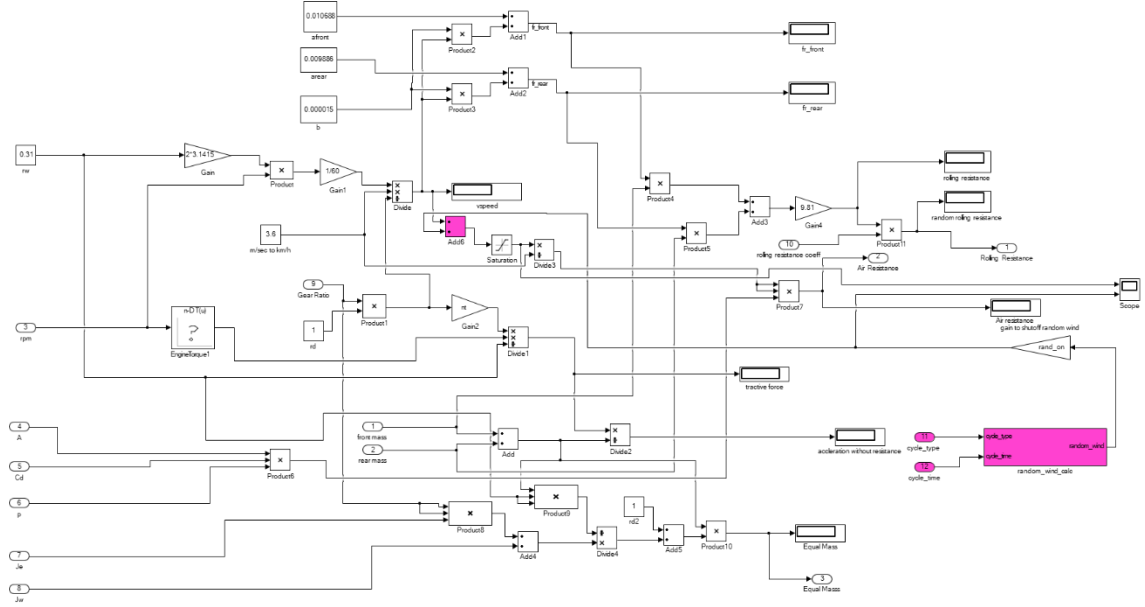 0.010688
afront
Product2
Add1
fr_front
fr_front
0.009886
arear
Product3
Add2
fr_rear
fr_rear
0.000015
b
0.31
rw
2*3.1415
Gain
Product
1/60
Gain1
Divide
vspeed
Product4
Add3
9.81
Gain4
rolling resistance
random rolling resistance
Product11
1
Rolling Resistance
3.6
m/sec to km/h
Add6
Saturation
Divide3
Product5
10
rolling resistance coeff
2
Air Resistance
Product7
Scope
Air resistance
gain to shutoff random wind
rand_on
9
Gear Ratio
1
rd
Product1
nt
Gain2
Divide1
3
rpm
n-D T(u)
?
EngineTorque1
tractive force
4
A
5
Cd
Product6
1
front mass
2
rear mass
Add
Divide2
accleration without resistance
11
cycle_type
12
cycle_time
cycle_type
cycle_time
random_wind
random_wind_calc
6
p
7
Je
8
Jw
Product8
Product9
Add4
Divide4
1
rd2
Add5
Product10
Equal Mass
3
Equal Masss